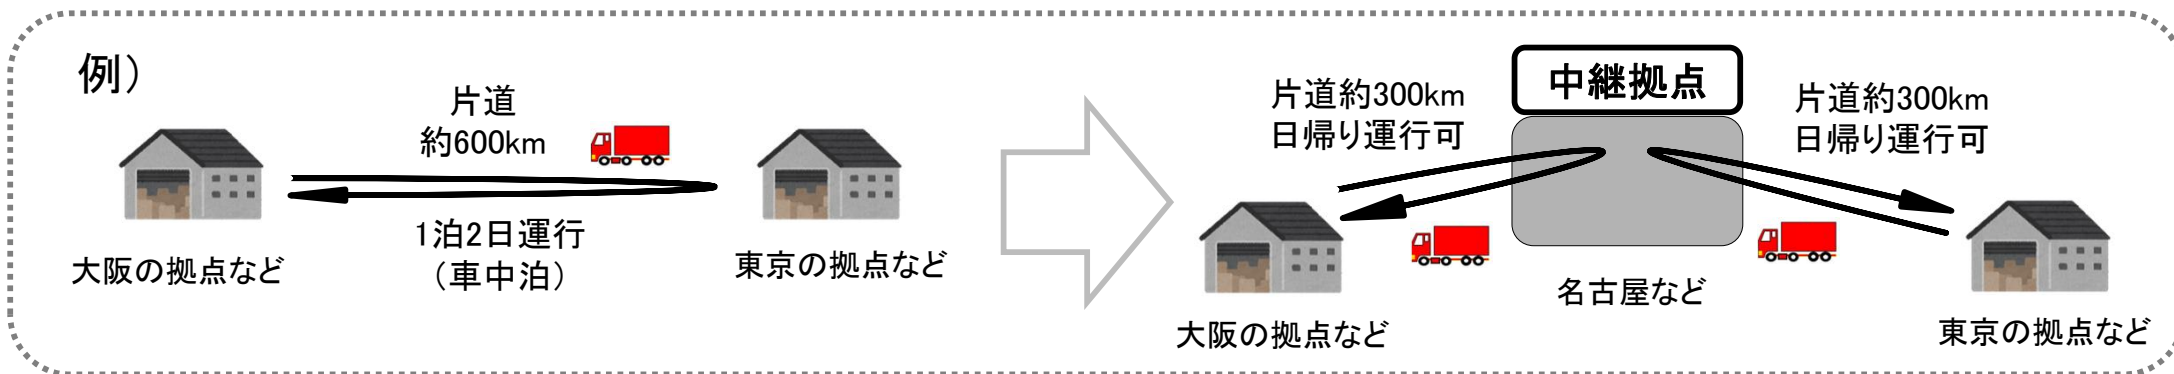 例）
片道
約600km
1泊2日運行
（車中泊）
大阪の拠点など
東京の拠点など
片道約300km
日帰り運行可
中継拠点
片道約300km
日帰り運行可
大阪の拠点など
名古屋など
東京の拠点など